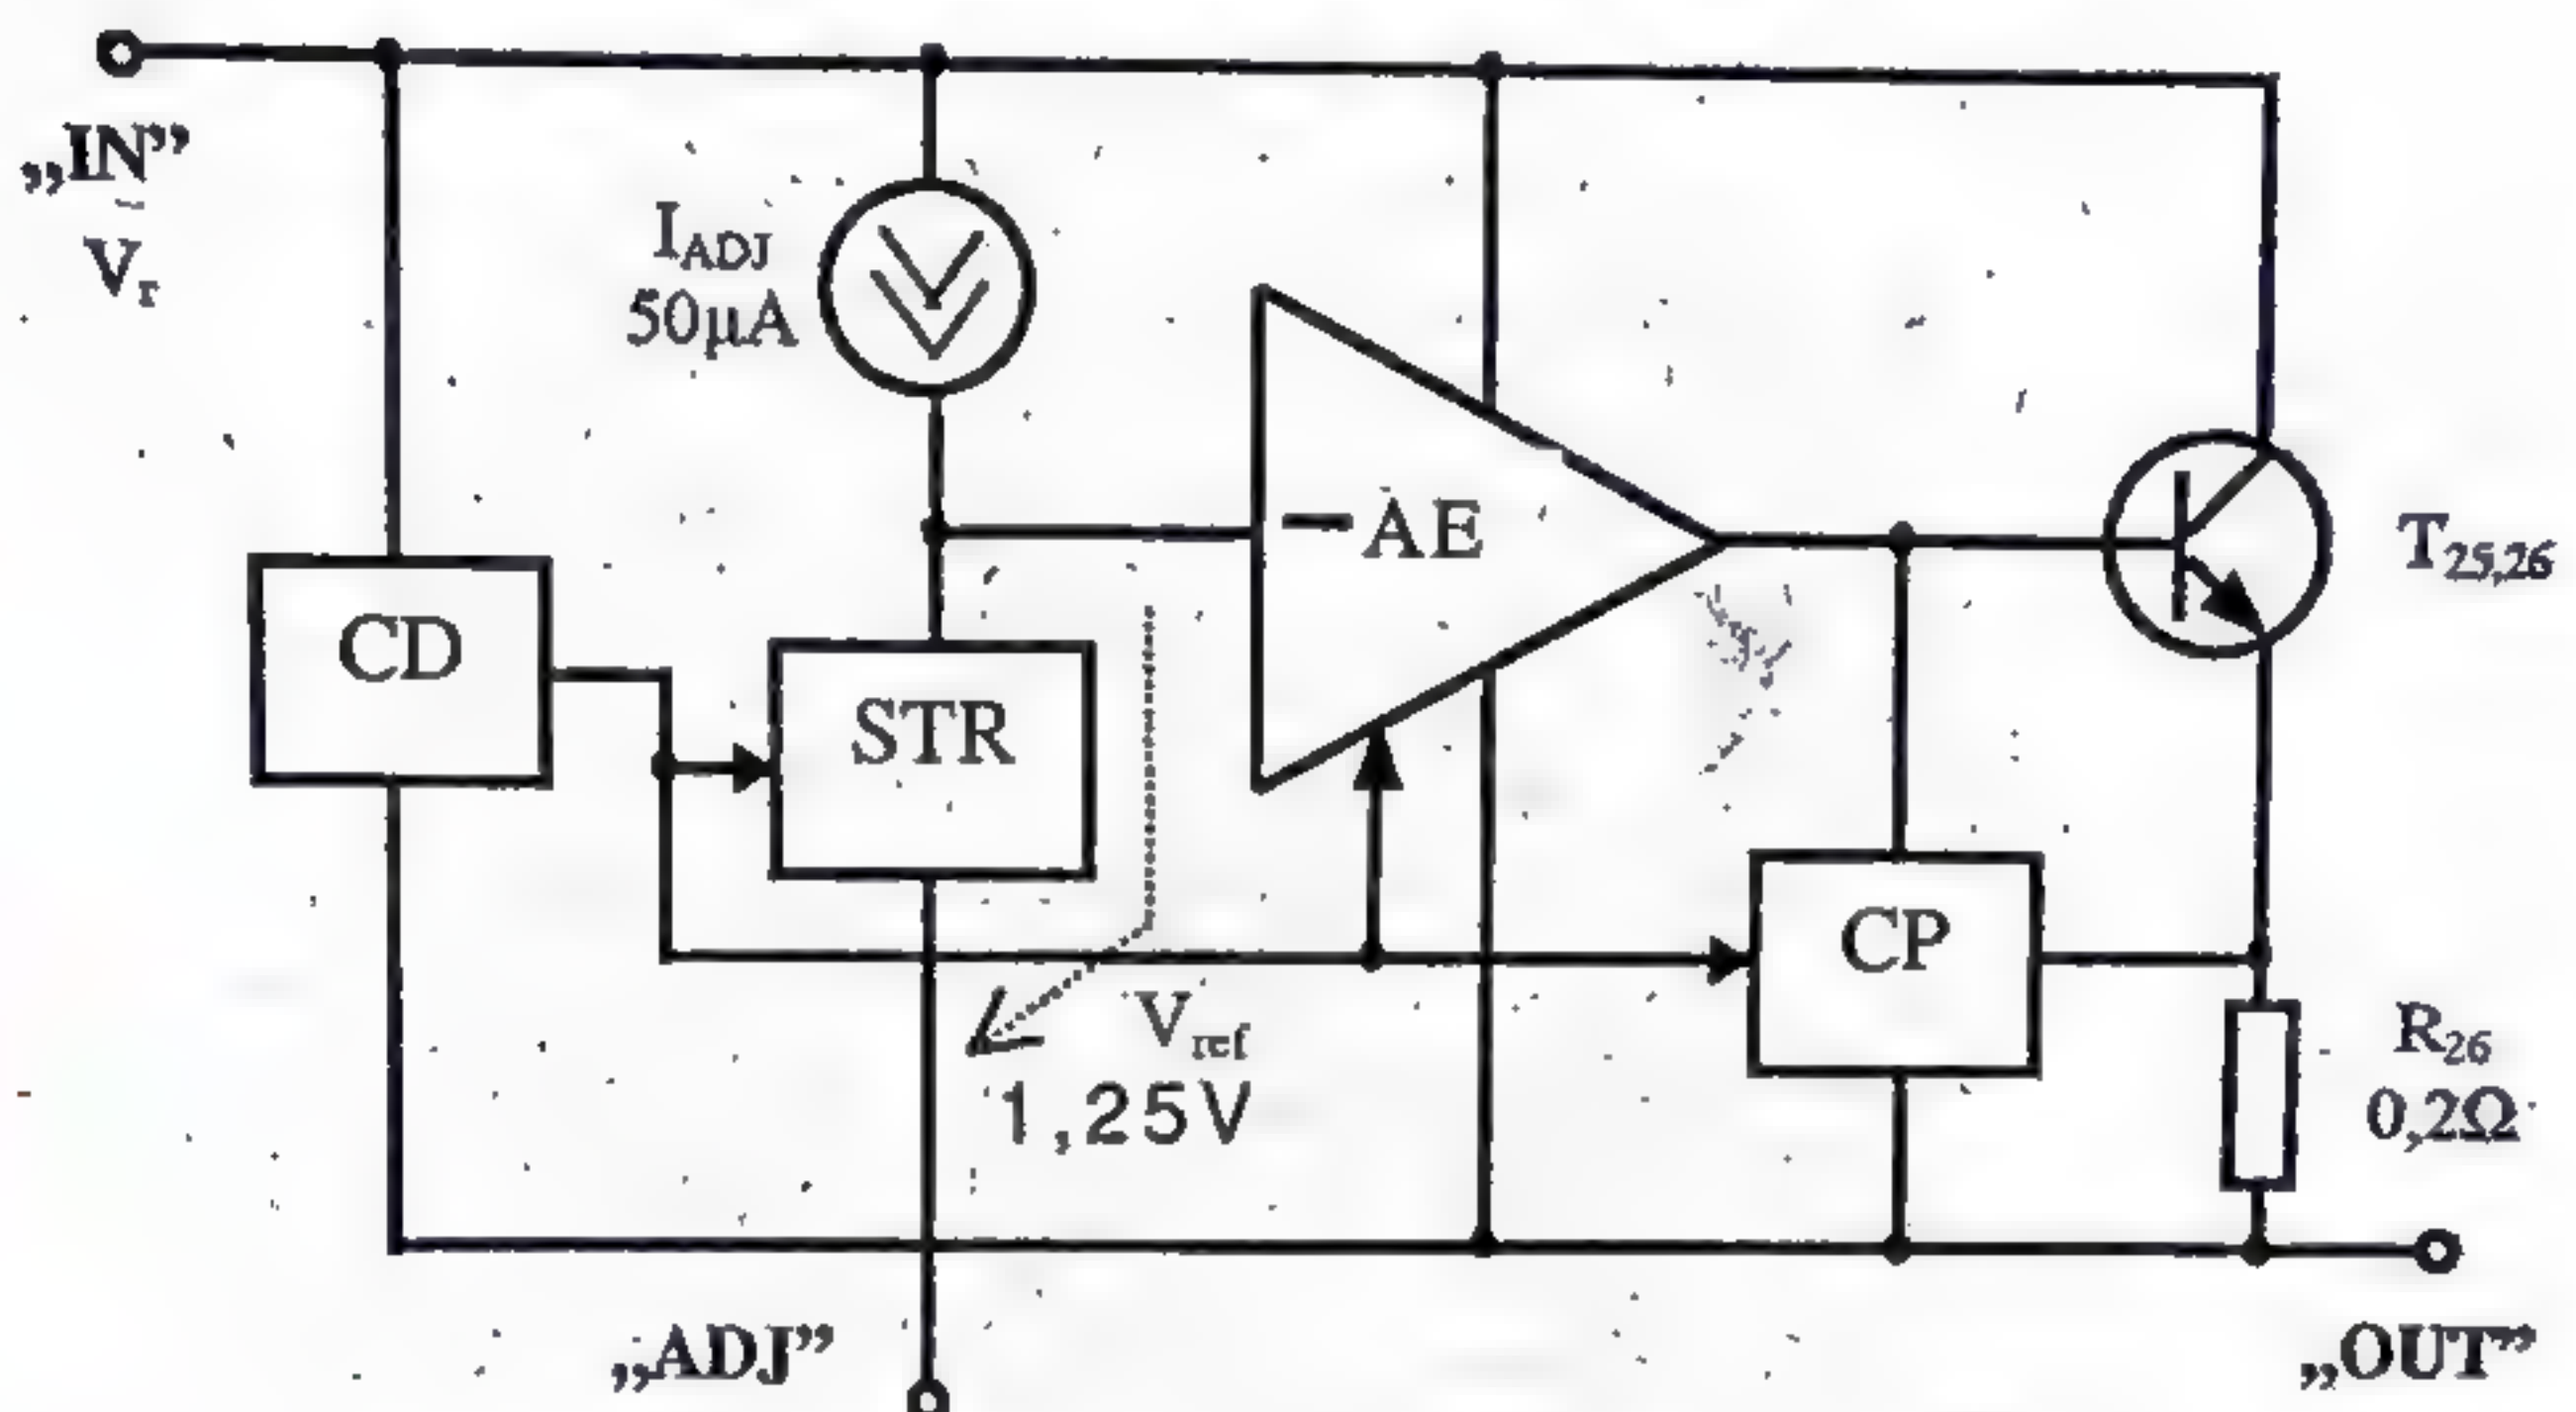 „IN”
Vr
IADJ
50µA
CD
STR
–AE
T25,26
CP
Vref
1,25V
R26
0,2Ω
„ADJ”
„OUT”